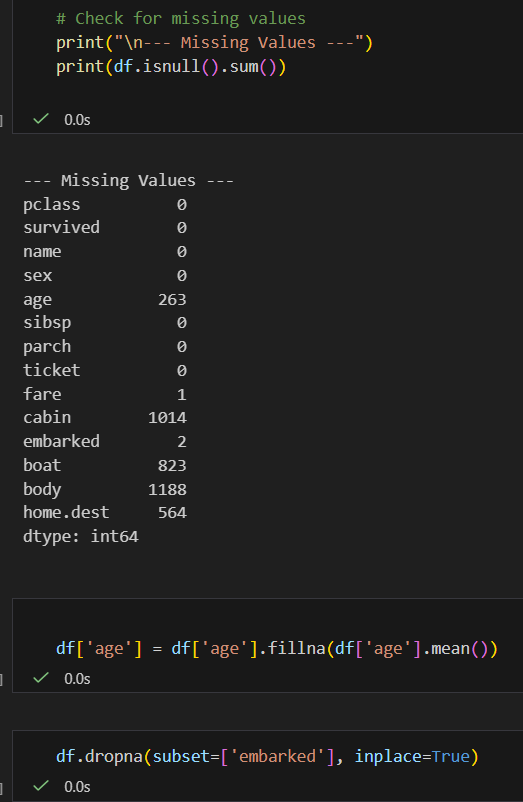 # Check for missing values
print("\n--- Missing Values ---")
print(df.isnull().sum())
0.0s
--- Missing Values ---
pclass 0
survived 0
name 0
sex 0
age 263
sibsp 0
parch 0
ticket 0
fare 1
cabin 1014
embarked 2
boat 823
body 1188
home.dest 564
dtype: int64
df['age'] = df['age'].fillna(df['age'].mean())
0.0s
df.dropna(subset=['embarked'], inplace=True)
0.0s